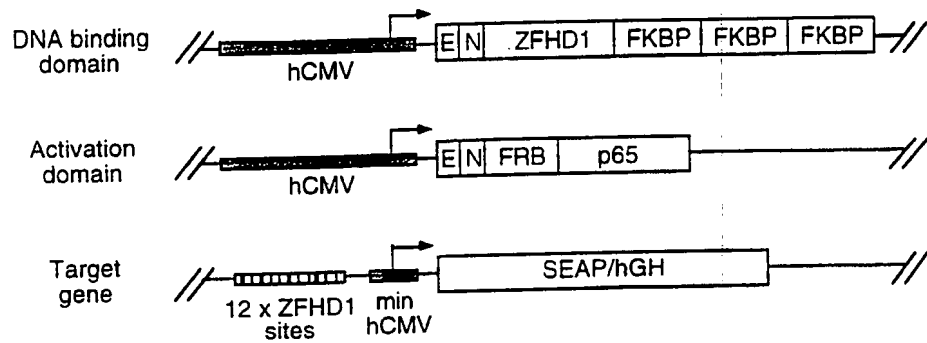 DNA binding
domain
hCMV
E N ZFHD1 FKBP FKBP FKBP
Activation
domain
hCMV
E N FRB p65
Target
gene
12 x ZFHD1
sites
min
hCMV
SEAP/hGH